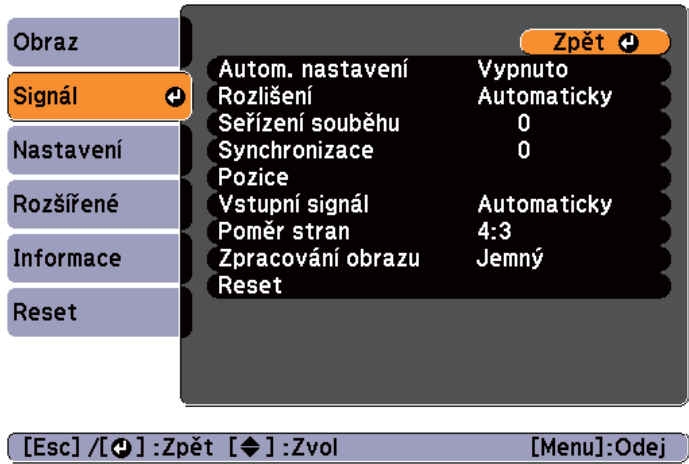 Obraz
Signál
Nastavení
Rozšířené
Informace
Reset
Zpět
Autom. nastavení Vypnuto
Rozlišení Automaticky
Seřízení souběhu 0
Synchronizace 0
Pozice
Vstupní signál Automaticky
Poměr stran 4:3
Zpracování obrazu Jemný
Reset
[Esc] /[⏎] :Zpět [◆] :Zvol [Menu]:Odej